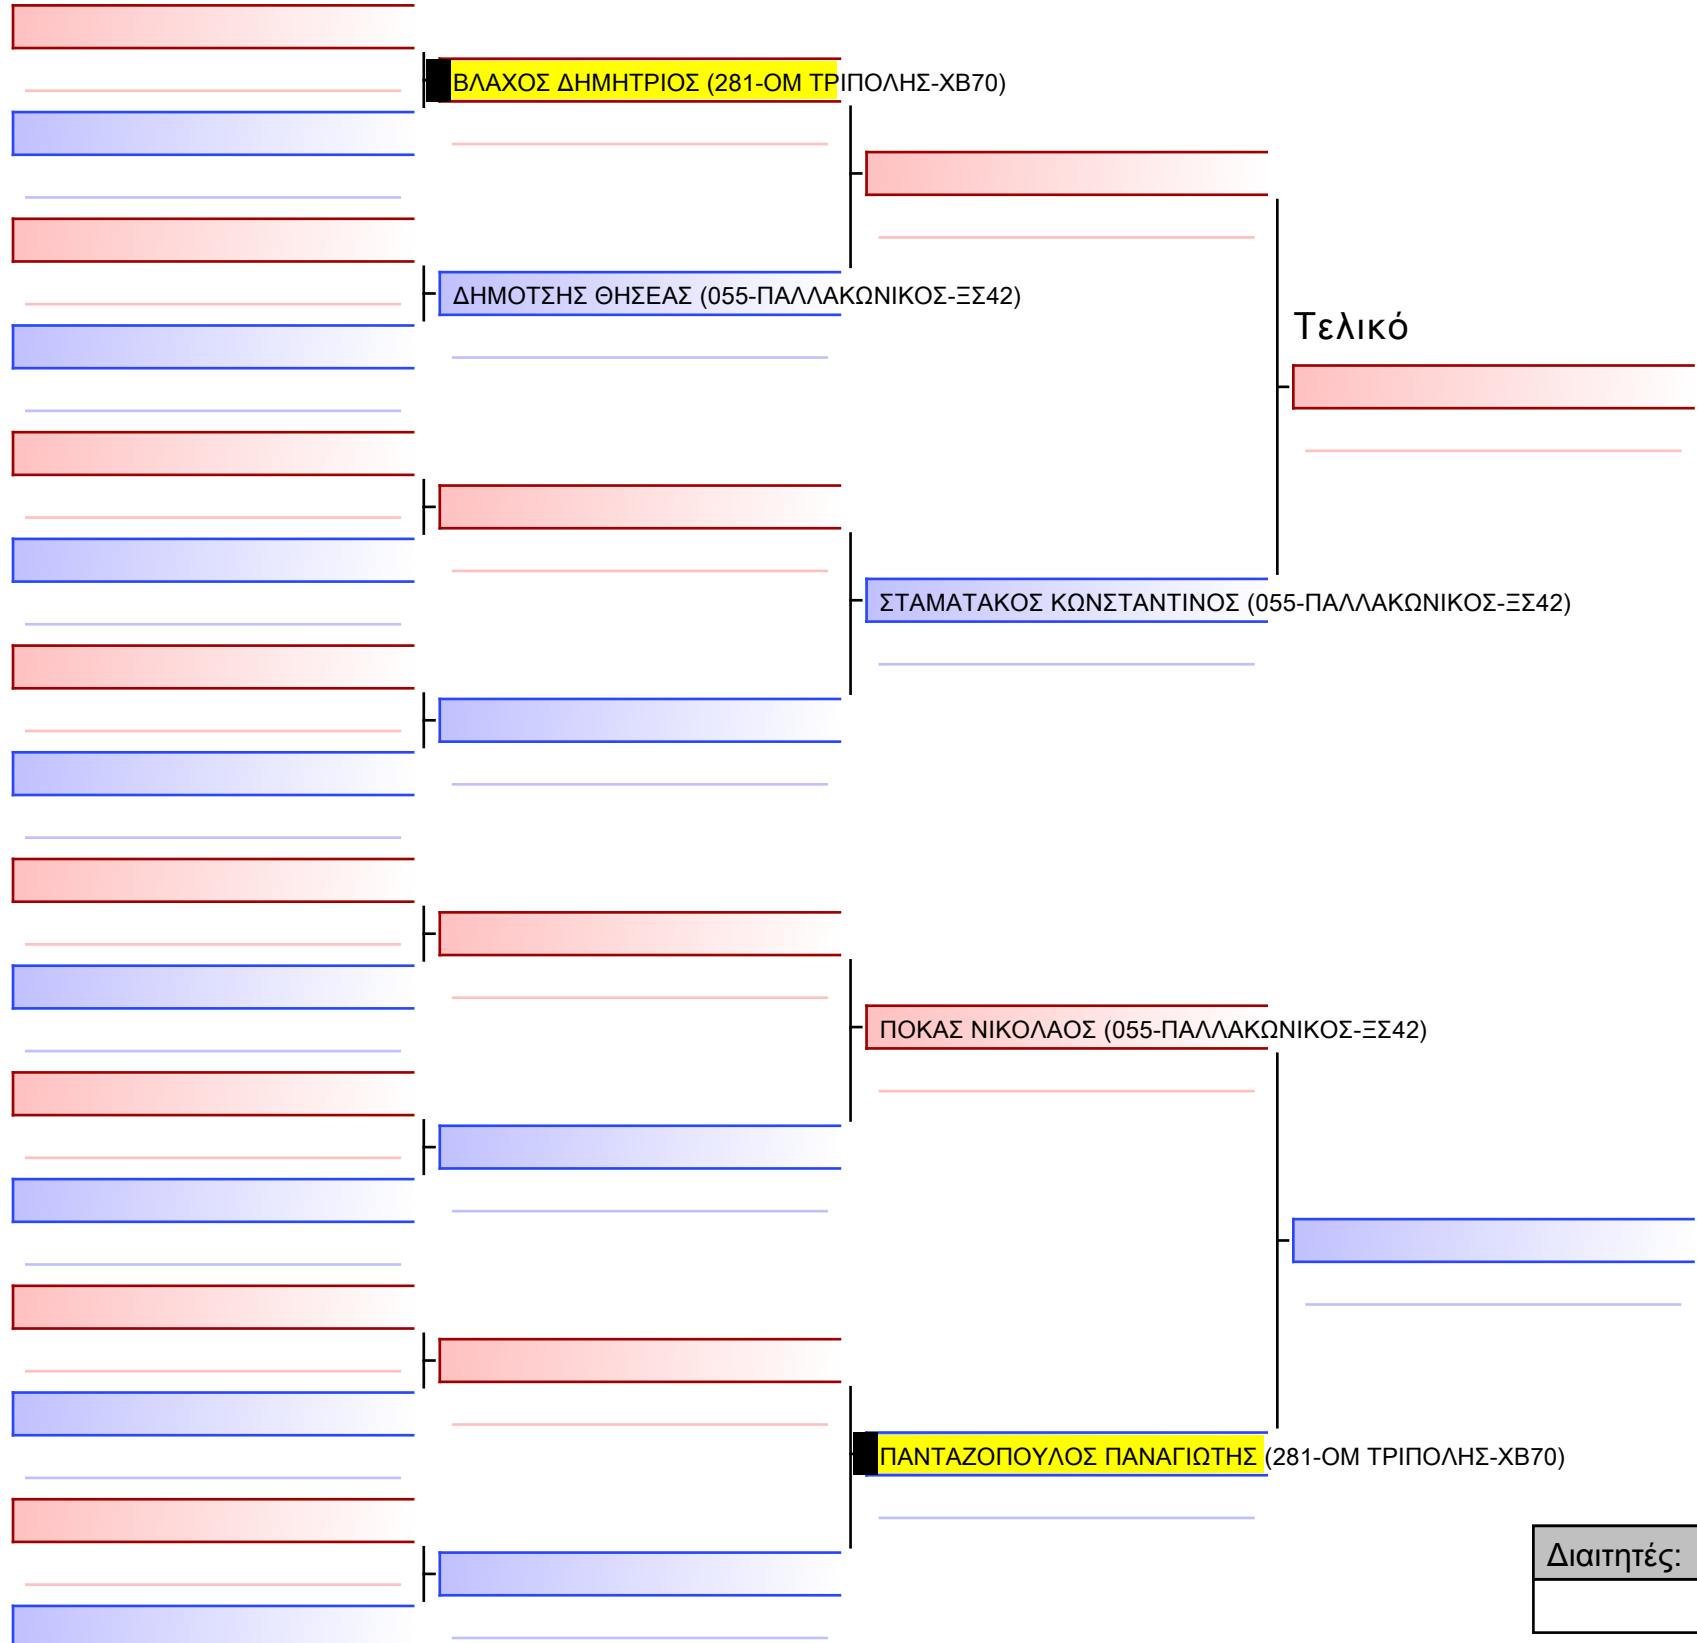 ΒΛΑΧΟΣ ΔΗΜΗΤΡΙΟΣ (281-ΟΜ ΤΡΙΠΟΛΗΣ-ΧΒ70)
ΔΗΜΟΤΣΗΣ ΘΗΣΕΑΣ (055-ΠΑΛΛΑΚΩΝΙΚΟΣ-ΞΣ42)
Τελικό
ΣΤΑΜΑΤΑΚΟΣ ΚΩΝΣΤΑΝΤΙΝΟΣ (055-ΠΑΛΛΑΚΩΝΙΚΟΣ-ΞΣ42)
ΠΟΚΑΣ ΝΙΚΟΛΑΟΣ (055-ΠΑΛΛΑΚΩΝΙΚΟΣ-ΞΣ42)
ΠΑΝΤΑΖΟΠΟΥΛΟΣ ΠΑΝΑΓΙΩΤΗΣ (281-ΟΜ ΤΡΙΠΟΛΗΣ-ΧΒ70)
Διαιτητές: